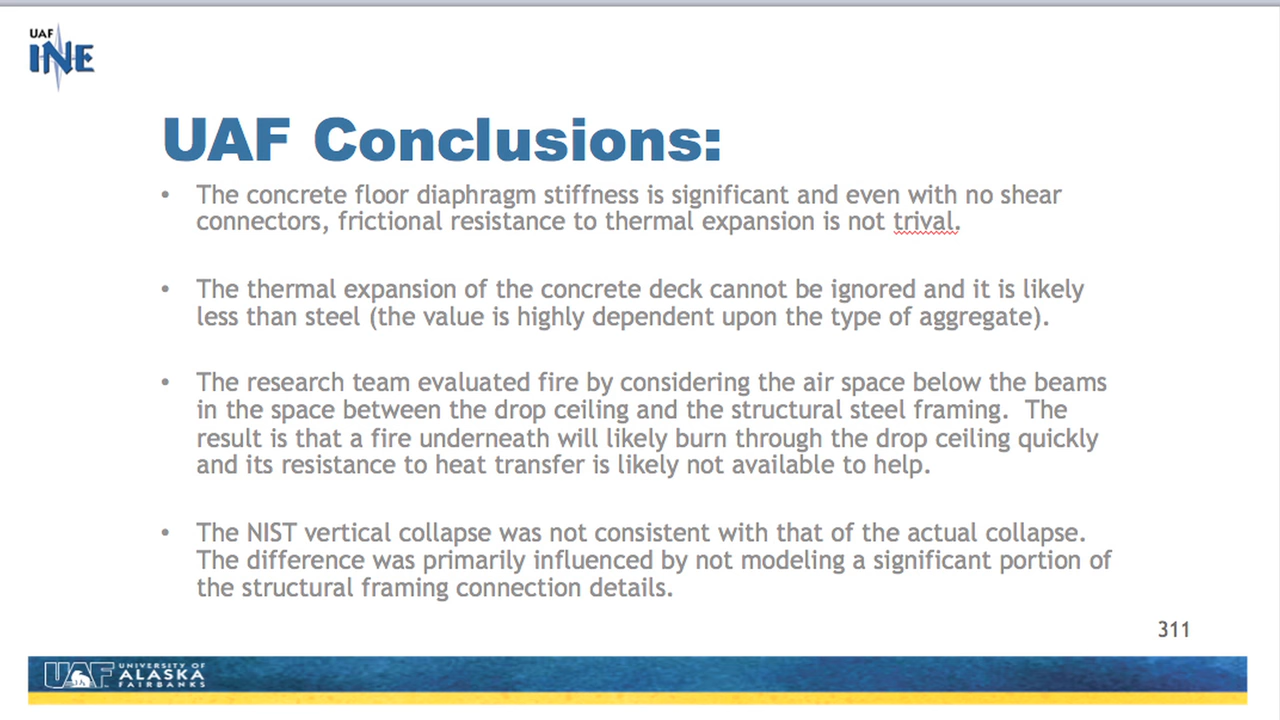 UAF
INE
UAF Conclusions:
• The concrete floor diaphragm stiffness is significant and even with no shear
connectors, frictional resistance to thermal expansion is not trival.
• The thermal expansion of the concrete deck cannot be ignored and it is likely
less than steel (the value is highly dependent upon the type of aggregate).
• The research team evaluated fire by considering the air space below the beams
in the space between the drop ceiling and the structural steel framing. The
result is that a fire underneath will likely burn through the drop ceiling quickly
and its resistance to heat transfer is likely not available to help.
• The NIST vertical collapse was not consistent with that of the actual collapse.
The difference was primarily influenced by not modeling a significant portion of
the structural framing connection details.
311
UAF
UNIVERSITY OF
ALASKA
FAIRBANKS